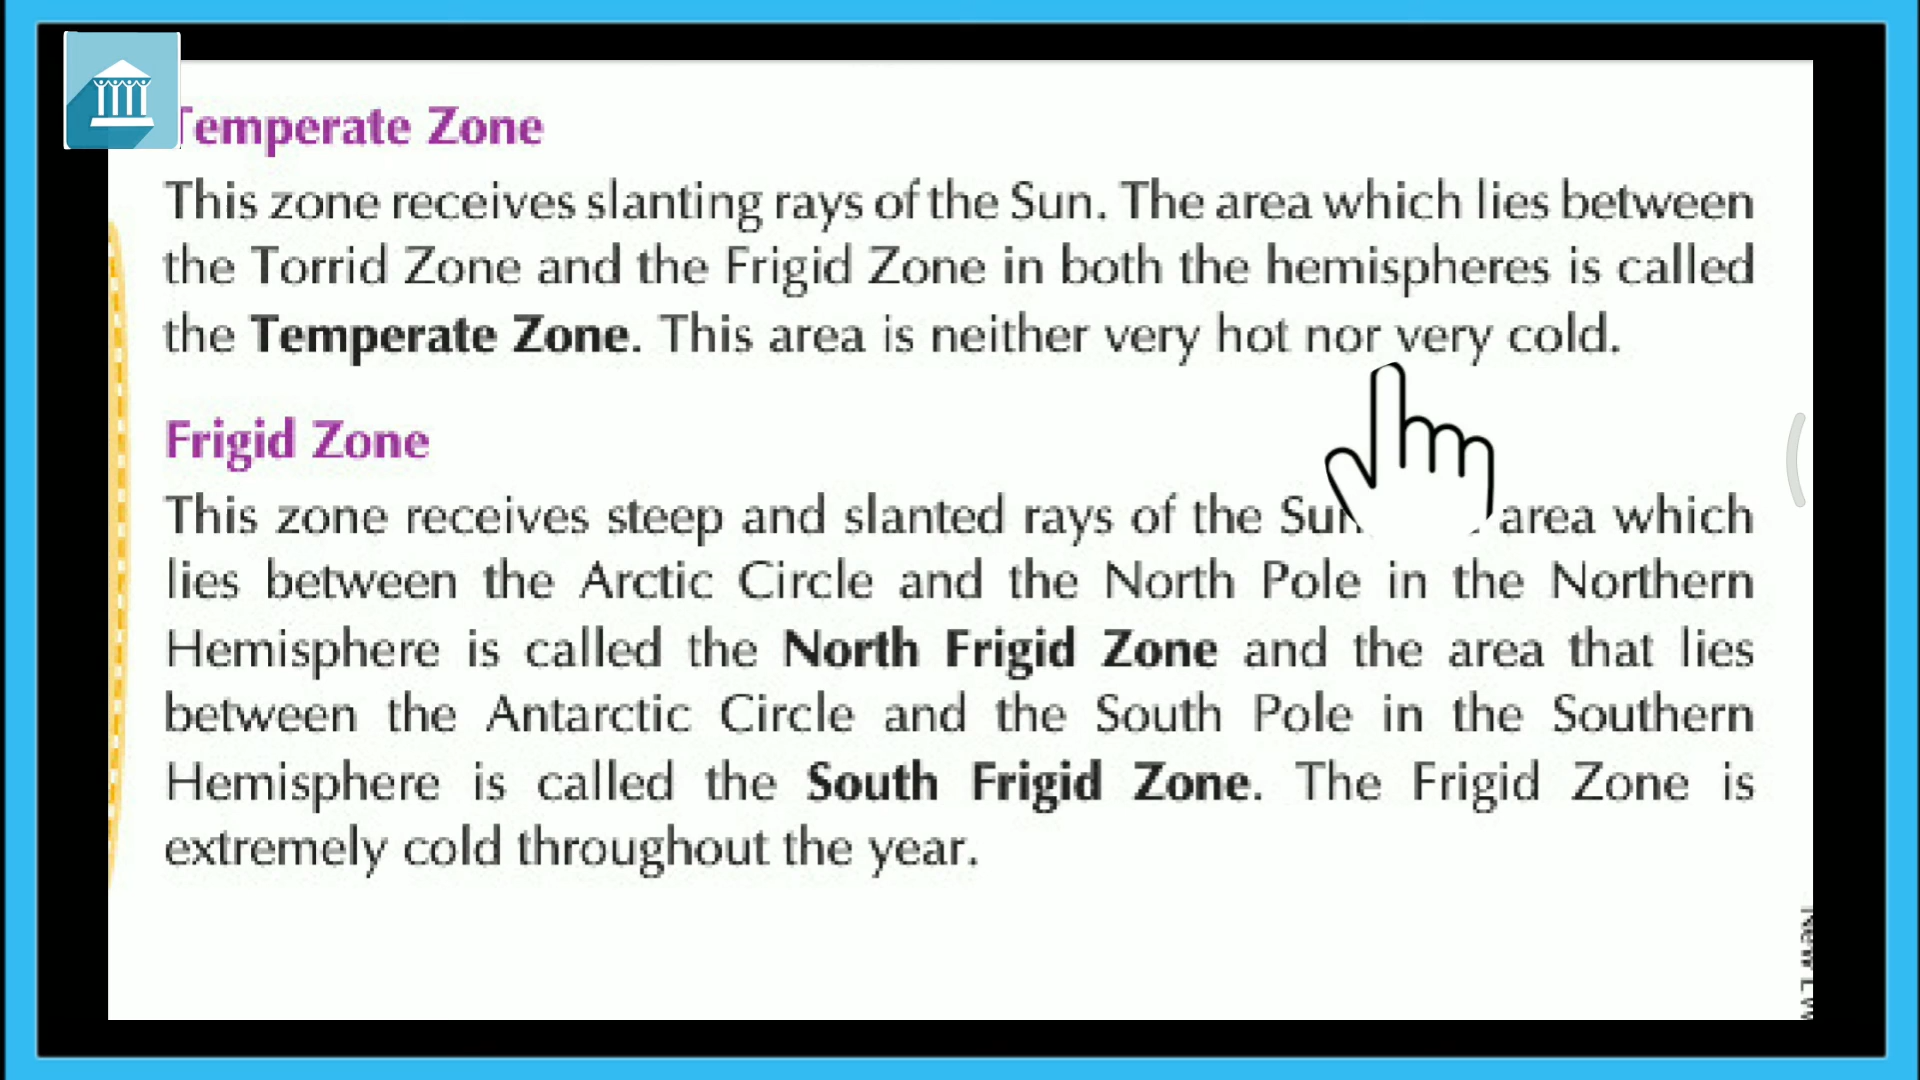 Temperate Zone
This zone receives slanting rays of the Sun. The area which lies between
the Torrid Zone and the Frigid Zone in both the hemispheres is called
the Temperate Zone. This area is neither very hot nor very cold.
Frigid Zone
This zone receives steep and slanted rays of the Sun area which
lies between the Arctic Circle and the North Pole in the Northern
Hemisphere is called the North Frigid Zone and the area that lies
between the Antarctic Circle and the South Pole in the Southern
Hemisphere is called the South Frigid Zone. The Frigid Zone is
extremely cold throughout the year.